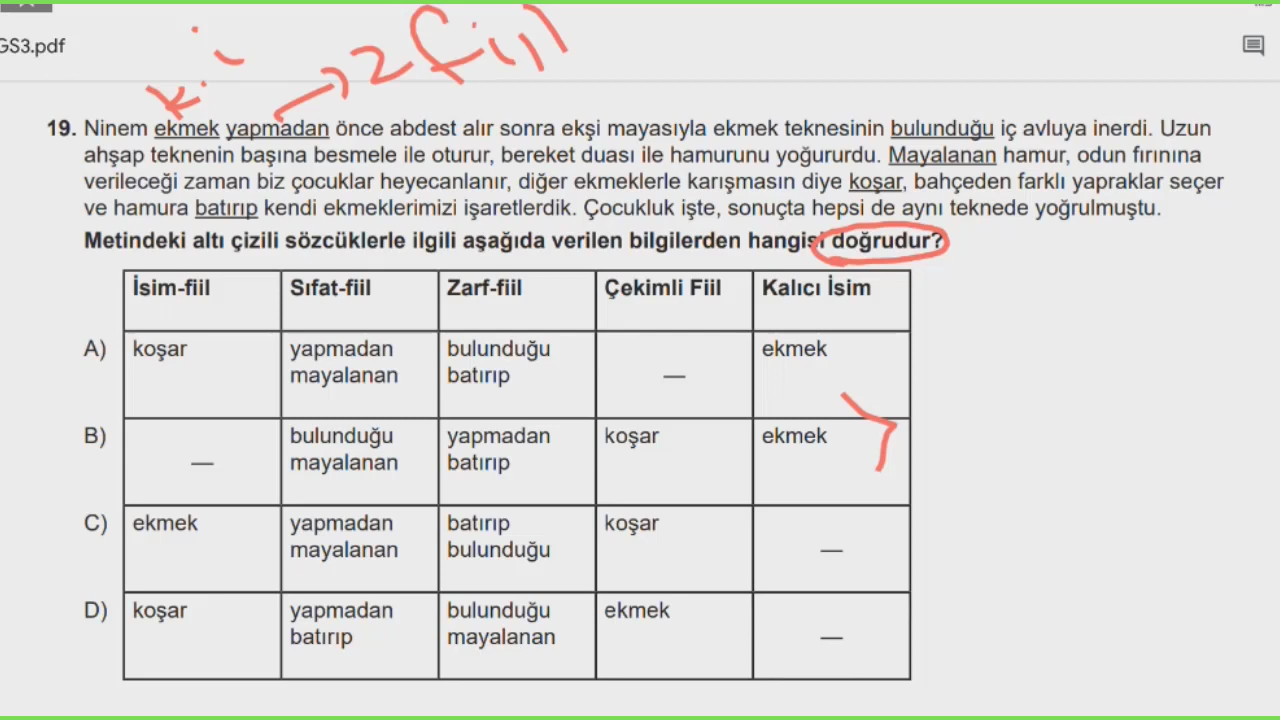 GS3.pdf
k.i
→ 2 fiil
19. Ninem ekmek yapmadan önce abdest alır sonra ekşi mayasıyla ekmek teknesinin bulunduğu iç avluya inerdi. Uzun
ahşap teknenin başına besmele ile oturur, bereket duası ile hamurunu yoğururdu. Mayalanan hamur, odun fırınına
verileceği zaman biz çocuklar heyecanlanır, diğer ekmeklerle karışmasın diye koşar, bahçeden farklı yapraklar seçer
ve hamura batırıp kendi ekmeklerimizi işaretlerdik. Çocukluk işte, sonuçta hepsi de aynı teknede yoğrulmuştu.
Metindeki altı çizili sözcüklerle ilgili aşağıda verilen bilgilerden hangisi doğrudur?
İsim-fiil Sıfat-fiil Zarf-fiil Çekimli Fiil Kalıcı İsim
A) koşar yapmadan bulunduğu ekmek
mayalanan batırıp —
B) bulunduğu yapmadan koşar ekmek
— mayalanan batırıp
C) ekmek yapmadan batırıp koşar
mayalanan bulunduğu —
D) koşar yapmadan bulunduğu ekmek
batırıp mayalanan —